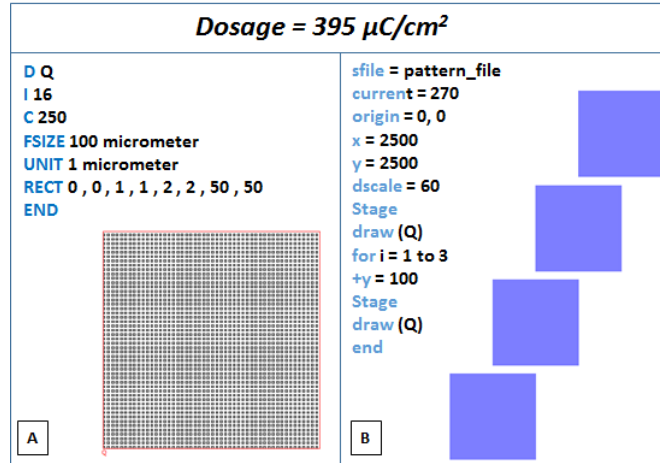 Dosage = 395 µC/cm²
D Q
I 16
C 250
FSIZE 100 micrometer
UNIT 1 micrometer
RECT 0 , 0 , 1 , 1 , 2 , 2 , 50 , 50
END
Q
A
sfile = pattern_file
current = 270
origin = 0, 0
x = 2500
y = 2500
dscale = 60
Stage
draw (Q)
for i = 1 to 3
+y = 100
Stage
draw (Q)
end
B